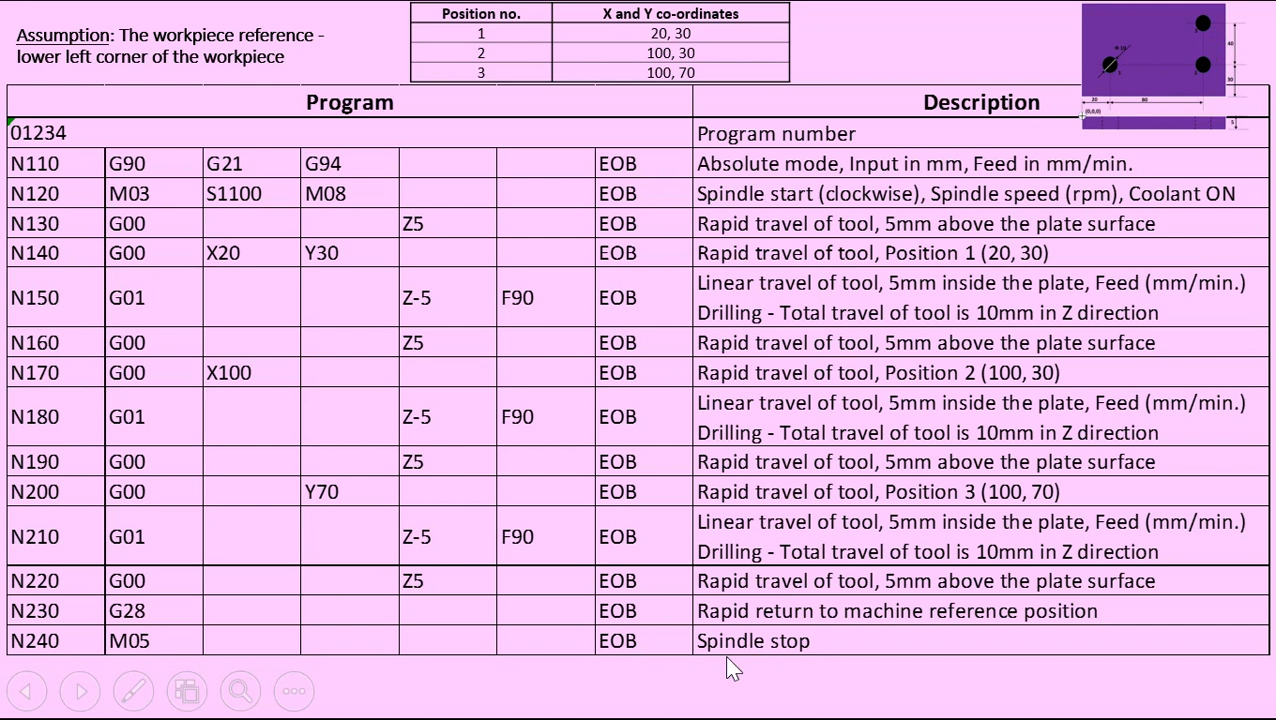 Assumption: The workpiece reference -
lower left corner of the workpiece
Position no. X and Y co-ordinates
1 20, 30
2 100, 30
3 100, 70
Program Description
01234 Program number
N110 G90 G21 G94 EOB Absolute mode, Input in mm, Feed in mm/min.
N120 M03 S1100 M08 EOB Spindle start (clockwise), Spindle speed (rpm), Coolant ON
N130 G00 Z5 EOB Rapid travel of tool, 5mm above the plate surface
N140 G00 X20 Y30 EOB Rapid travel of tool, Position 1 (20, 30)
N150 G01 Z-5 F90 EOB Linear travel of tool, 5mm inside the plate, Feed (mm/min.)
Drilling - Total travel of tool is 10mm in Z direction
N160 G00 Z5 EOB Rapid travel of tool, 5mm above the plate surface
N170 G00 X100 EOB Rapid travel of tool, Position 2 (100, 30)
N180 G01 Z-5 F90 EOB Linear travel of tool, 5mm inside the plate, Feed (mm/min.)
Drilling - Total travel of tool is 10mm in Z direction
N190 G00 Z5 EOB Rapid travel of tool, 5mm above the plate surface
N200 G00 Y70 EOB Rapid travel of tool, Position 3 (100, 70)
N210 G01 Z-5 F90 EOB Linear travel of tool, 5mm inside the plate, Feed (mm/min.)
Drilling - Total travel of tool is 10mm in Z direction
N220 G00 Z5 EOB Rapid travel of tool, 5mm above the plate surface
N230 G28 EOB Rapid return to machine reference position
N240 M05 EOB Spindle stop
40
30
20 80
(0,0,0)
5